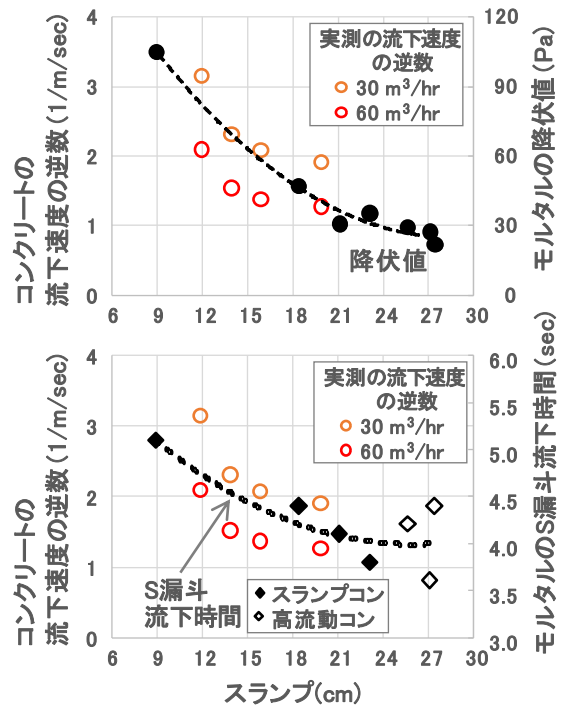 コンクリートの
流下速度の逆数（1/m/sec）
4
3
2
1
0
実測の流下速度
の逆数
30 m³/hr
60 m³/hr
降伏値
120
90
60
30
0
モルタルの降伏値（Pa）
6 9 12 15 18 21 24 27 30
コンクリートの
流下速度の逆数（1/m/sec）
4
3
2
1
0
実測の流下速度
の逆数
30 m³/hr
60 m³/hr
S漏斗
流下時間
スランプコン
高流動コン
6.0
5.5
5.0
4.5
4.0
3.5
3.0
モルタルのS漏斗流下時間（sec）
6 9 12 15 18 21 24 27 30
スランプ(cm)